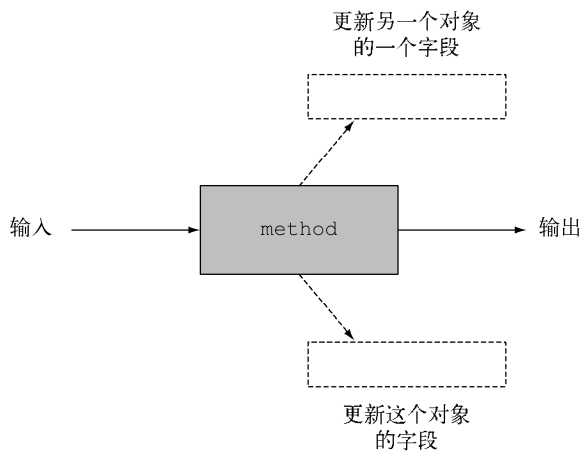 更新另一个对象
的一个字段
输入
method
输出
更新这个对象
的字段